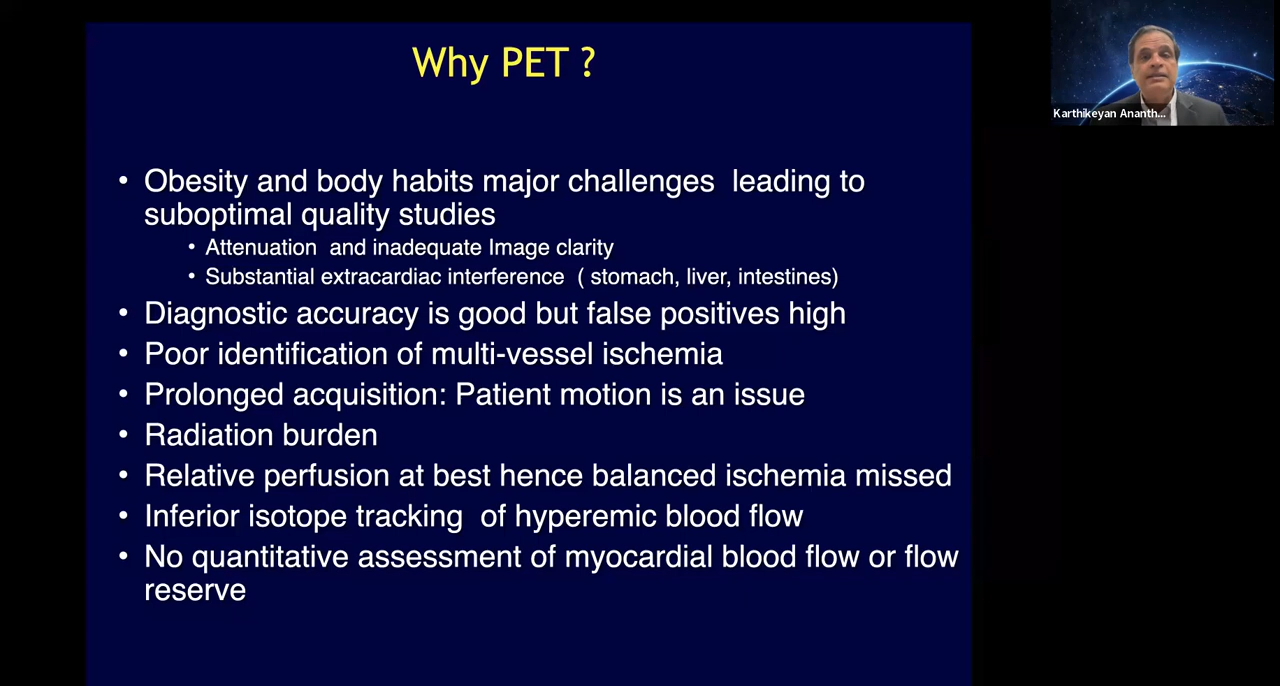 Why PET ?
Karthikeyan Ananth...
• Obesity and body habits major challenges leading to
suboptimal quality studies
• Attenuation and inadequate Image clarity
• Substantial extracardiac interference ( stomach, liver, intestines)
• Diagnostic accuracy is good but false positives high
• Poor identification of multi-vessel ischemia
• Prolonged acquisition: Patient motion is an issue
• Radiation burden
• Relative perfusion at best hence balanced ischemia missed
• Inferior isotope tracking of hyperemic blood flow
• No quantitative assessment of myocardial blood flow or flow
reserve